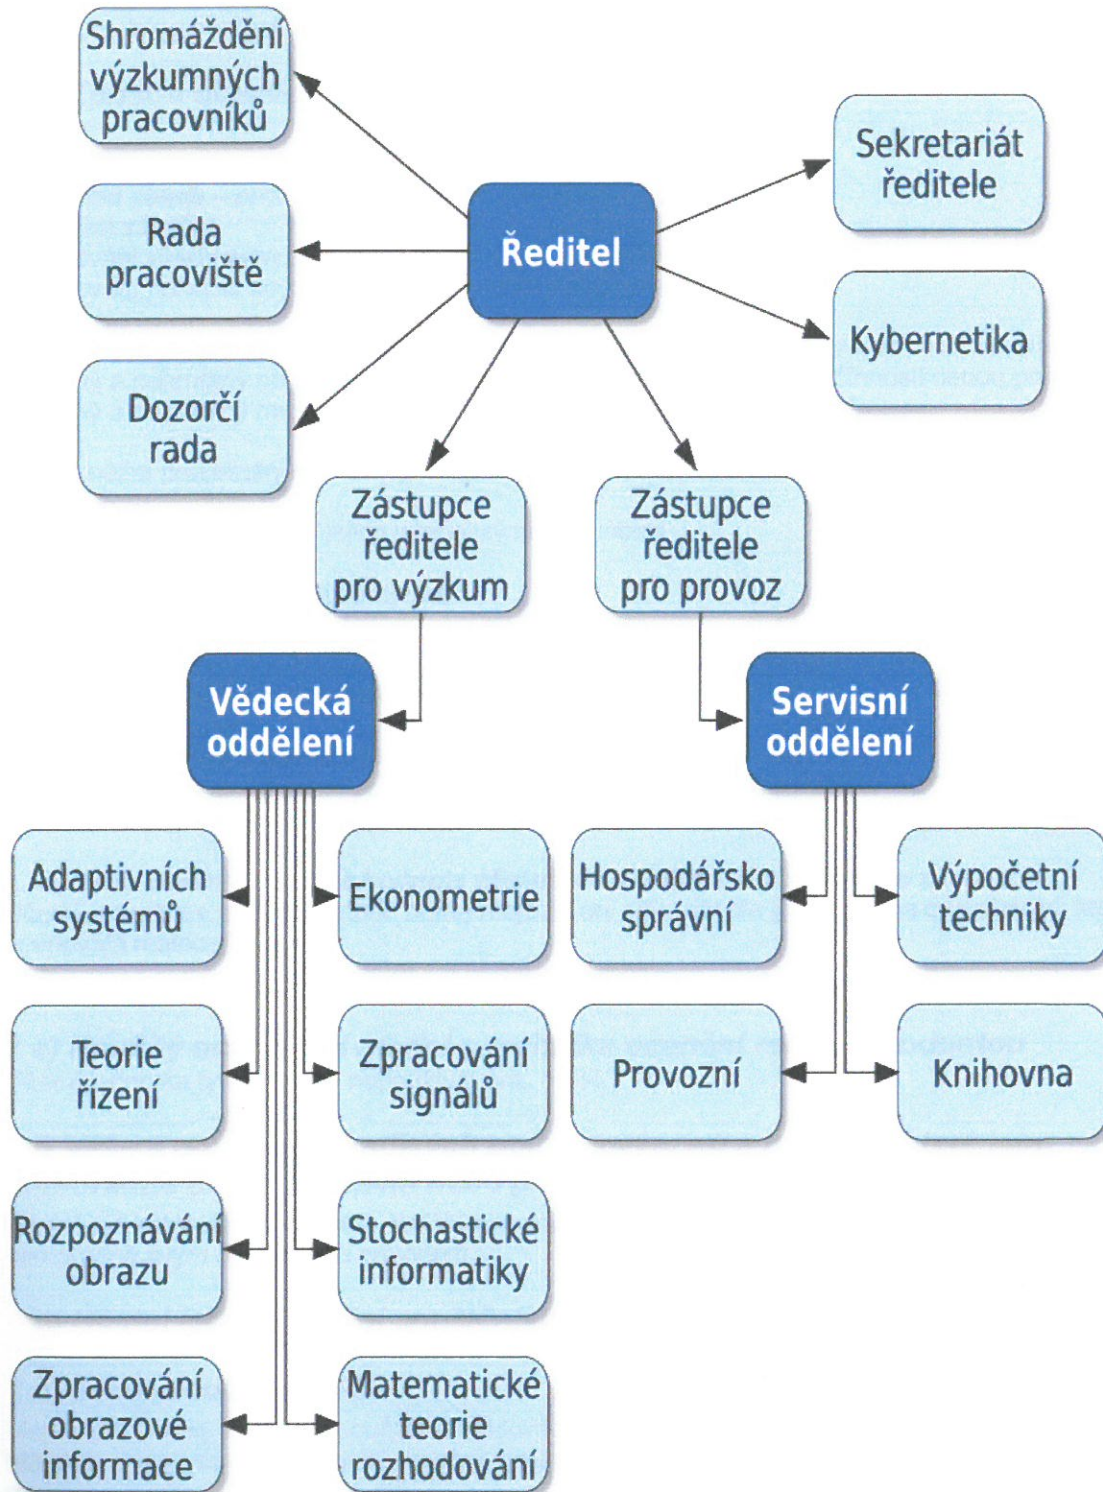 Shromáždění
výzkumných
pracovníků
Sekretariát
ředitele
Rada
pracoviště
Ředitel
Kybernetika
Dozorčí
rada
Zástupce
ředitele
pro výzkum
Zástupce
ředitele
pro provoz
Vědecká
oddělení
Servisní
oddělení
Adaptivních
systémů
Ekonometrie
Hospodářsko
správní
Výpočetní
techniky
Teorie
řízení
Zpracování
signálů
Provozní
Knihovna
Rozpoznávání
obrazu
Stochastické
informatiky
Zpracování
obrazové
informace
Matematické
teorie
rozhodování